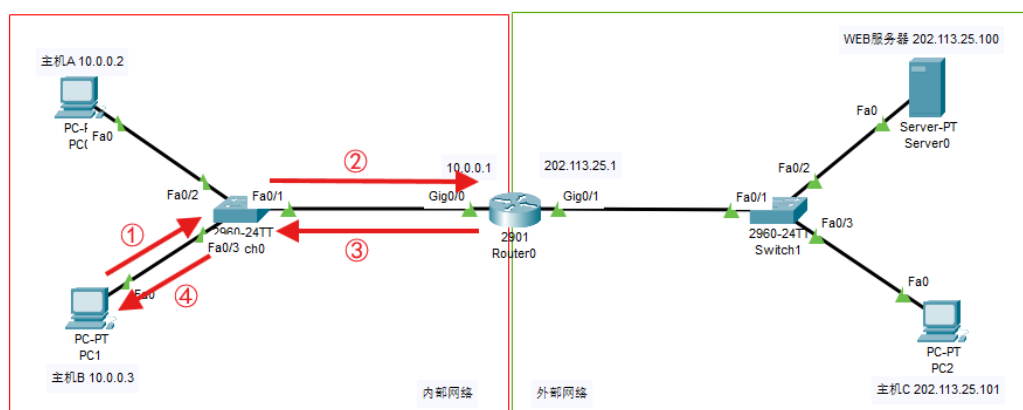 WEB服务器 202.113.25.100
主机A 10.0.0.2
Fa0
Fa0
Server-PT
Server0
②
10.0.0.1
202.113.25.1
Fa0/2
Fa0/2
Fa0/1
Gig0/0
Gig0/1
Fa0/1
①
2960-24TT
Fa0/3
③
2901
Router0
2960-24TT
Switch1
Fa0/3
④
Fa0
PC-PT
PC1
PC-PT
PC2
主机B 10.0.0.3
内部网络
外部网络
主机C 202.113.25.101